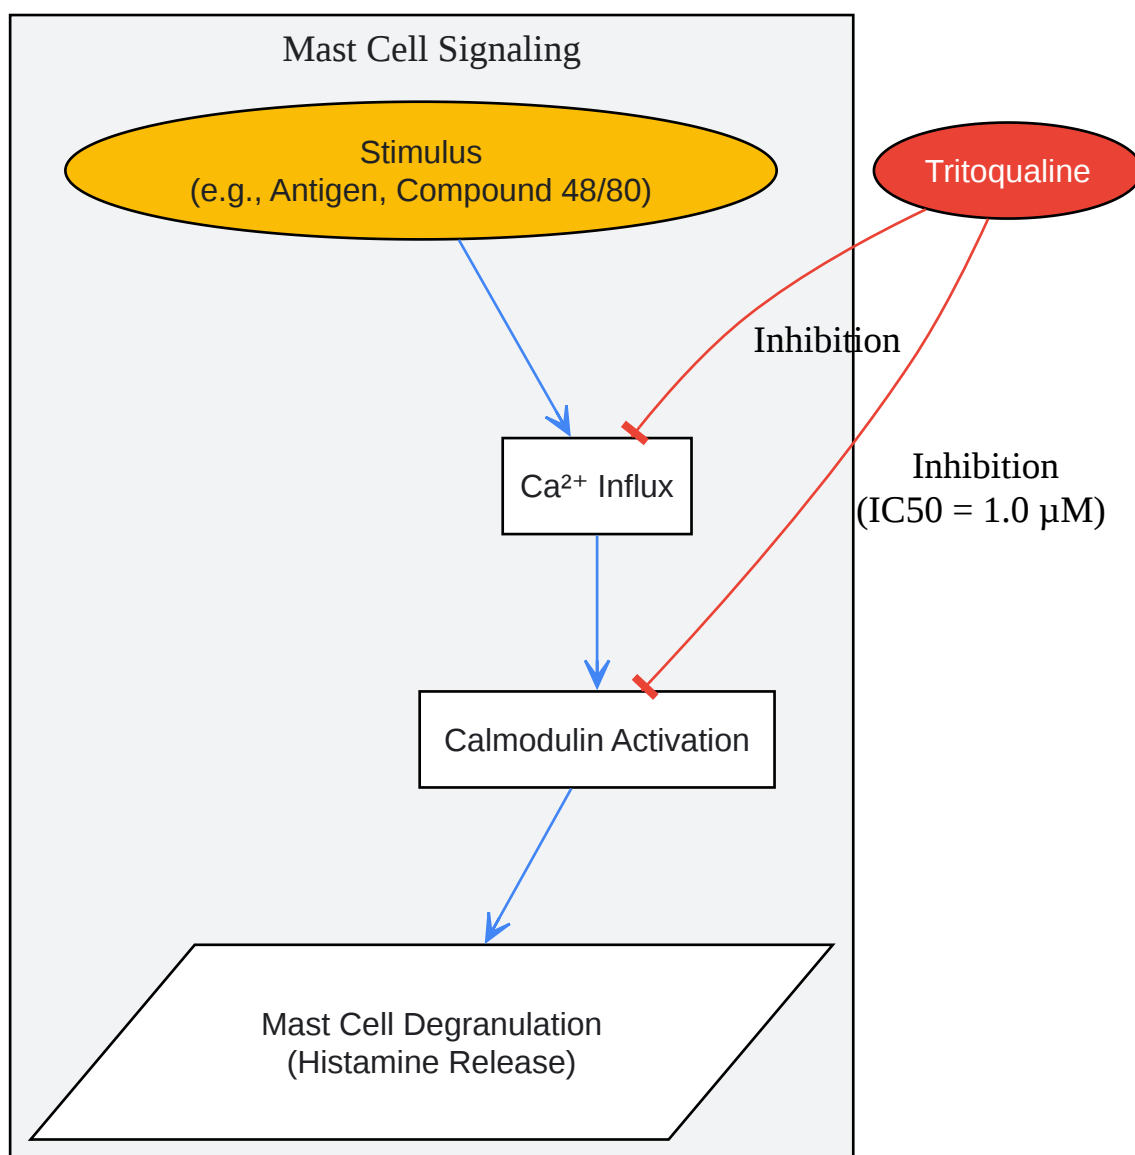 Mast Cell Signaling
Stimulus
(e.g., Antigen, Compound 48/80)
Tritoqualine
Inhibition
Ca²⁺ Influx
Inhibition
(IC50 = 1.0 µM)
Calmodulin Activation
Mast Cell Degranulation
(Histamine Release)